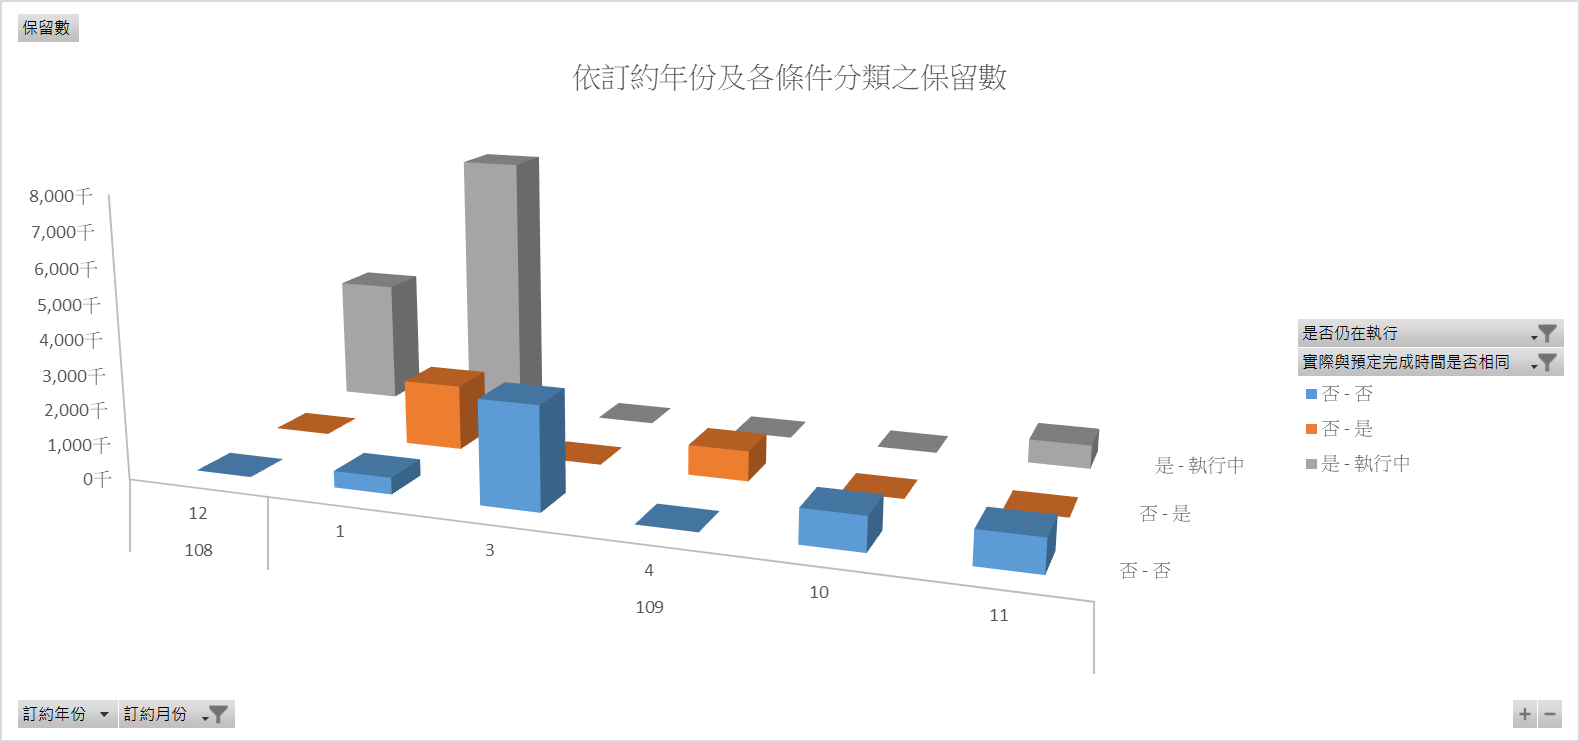 保留數
依訂約年份及各條件分類之保留數
8,000千
7,000千
6,000千
5,000千
4,000千
3,000千
2,000千
1,000千
0千
12
1
3
4
10
11
108
109
是 - 執行中
否 - 是
否 - 否
是否仍在執行
實際與預定完成時間是否相同
否 - 否
否 - 是
是 - 執行中
訂約年份
訂約月份